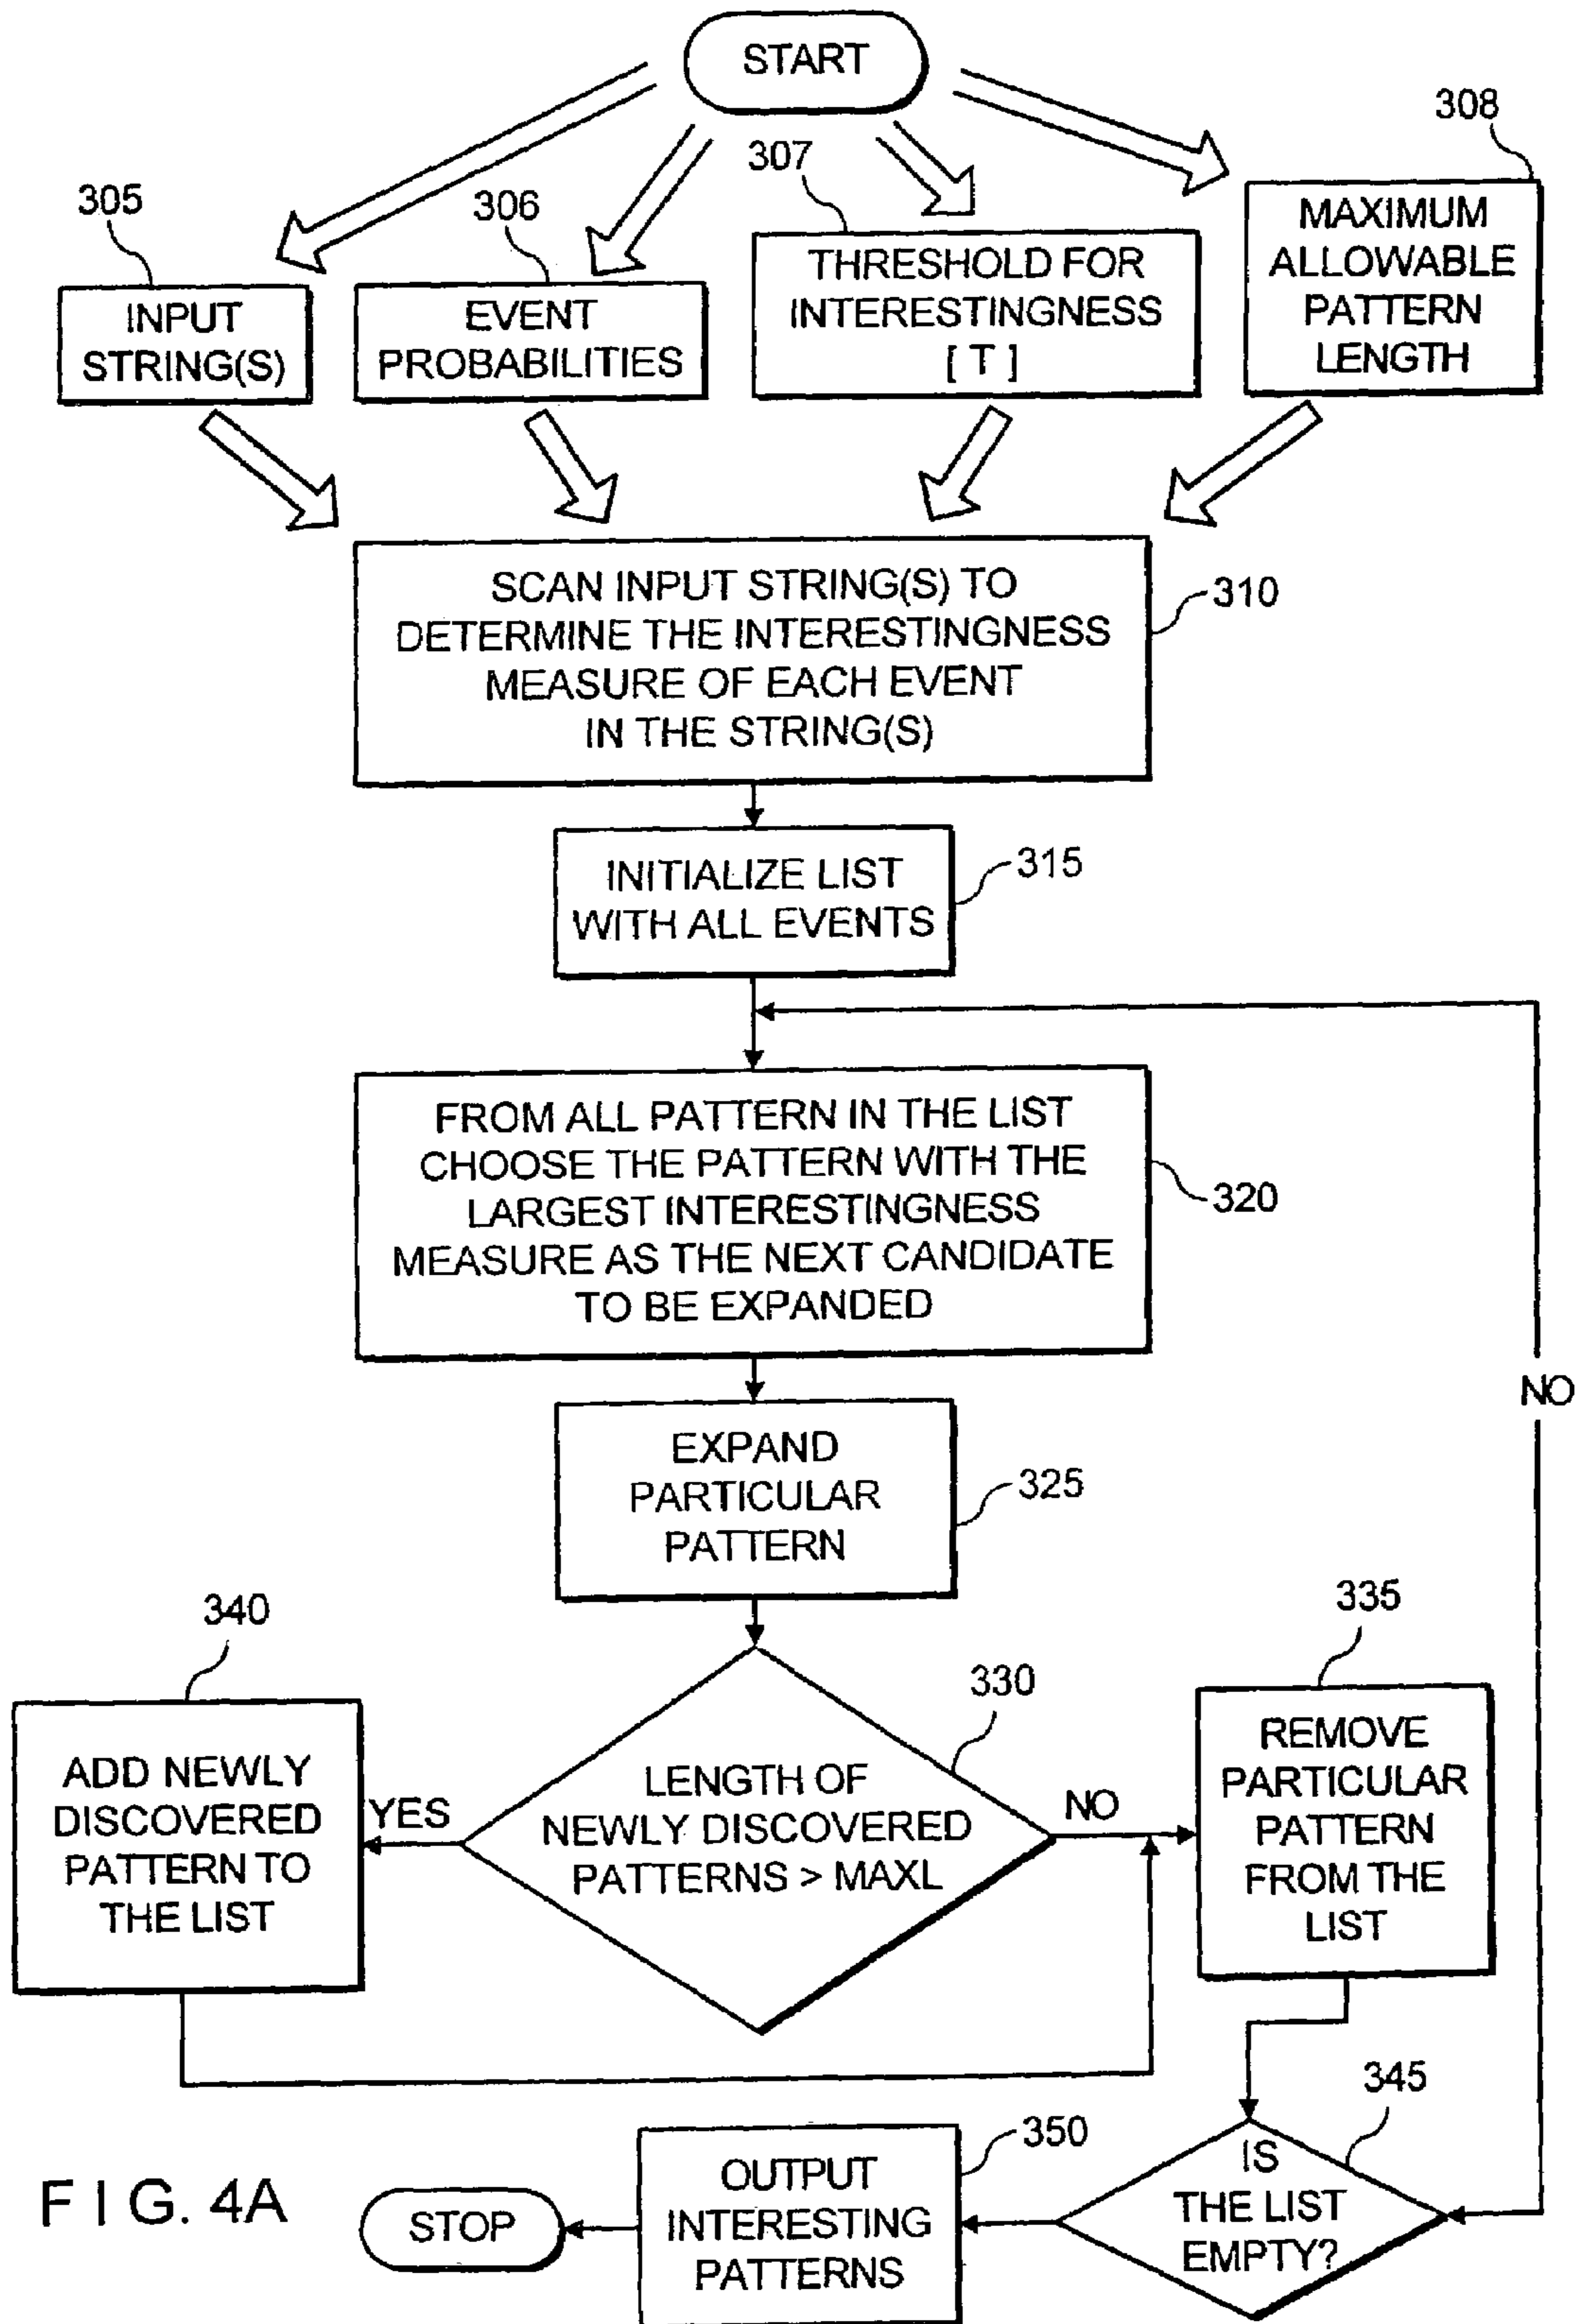 START
305
INPUT
STRING(S)
306
EVENT
PROBABILITIES
307
THRESHOLD FOR
INTERESTINGNESS
[ T ]
308
MAXIMUM
ALLOWABLE
PATTERN
LENGTH
SCAN INPUT STRING(S) TO
DETERMINE THE INTERESTINGNESS
MEASURE OF EACH EVENT
IN THE STRING(S)
310
INITIALIZE LIST
WITH ALL EVENTS
315
FROM ALL PATTERN IN THE LIST
CHOOSE THE PATTERN WITH THE
LARGEST INTERESTINGNESS
MEASURE AS THE NEXT CANDIDATE
TO BE EXPANDED
320
NO
EXPAND
PARTICULAR
PATTERN
325
340
ADD NEWLY
DISCOVERED
PATTERN TO
THE LIST
YES
330
LENGTH OF
NEWLY DISCOVERED
PATTERNS > MAXL
NO
335
REMOVE
PARTICULAR
PATTERN
FROM THE
LIST
345
IS
THE LIST
EMPTY?
350
OUTPUT
INTERESTING
PATTERNS
STOP
FIG. 4A